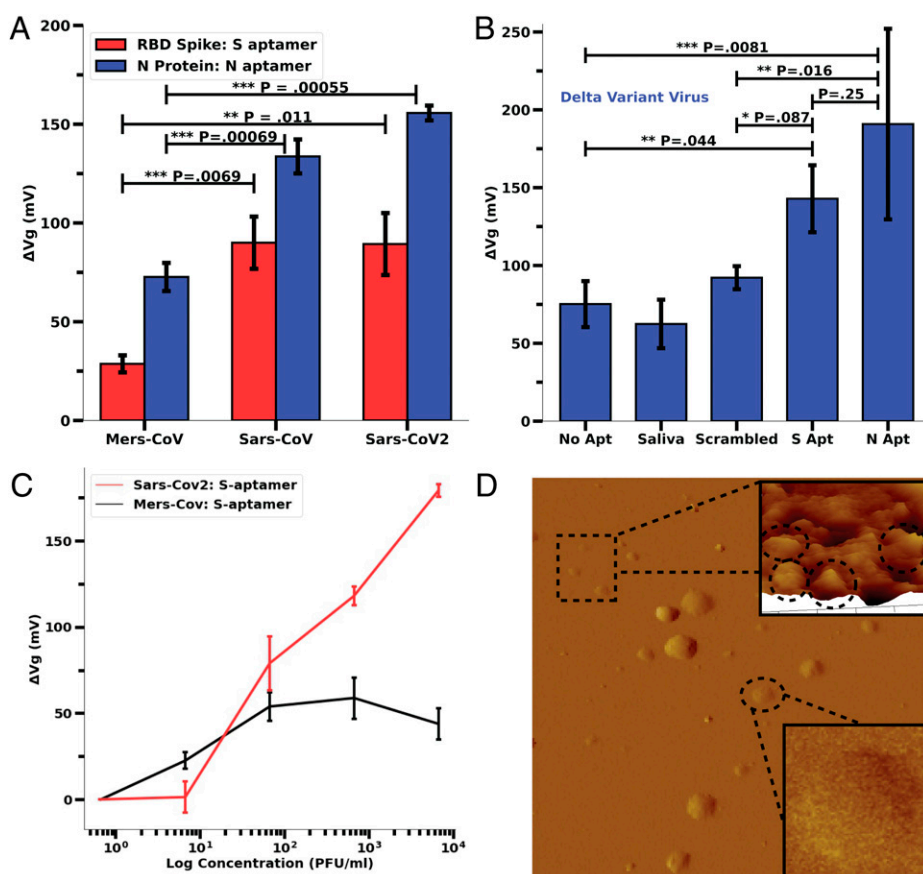 A
200
150
100
50
0
ΔVg (mV)
RBD Spike: S aptamer
N Protein: N aptamer
*** P = .00055
** P = .011
*** P=.00069
*** P=.0069
Mers-CoV
Sars-CoV
Sars-CoV2
B
250
200
150
100
50
0
ΔVg (mV)
*** P=.0081
** P=.016
Delta Variant Virus
P=.25
* P=.087
** P=.044
No Apt
Saliva
Scrambled
S Apt
N Apt
C
Sars-Cov2: S-aptamer
Mers-Cov: S-aptamer
150
100
50
0
ΔVg (mV)
10⁰
10¹
10²
10³
10⁴
Log Concentration (PFU/ml)
D